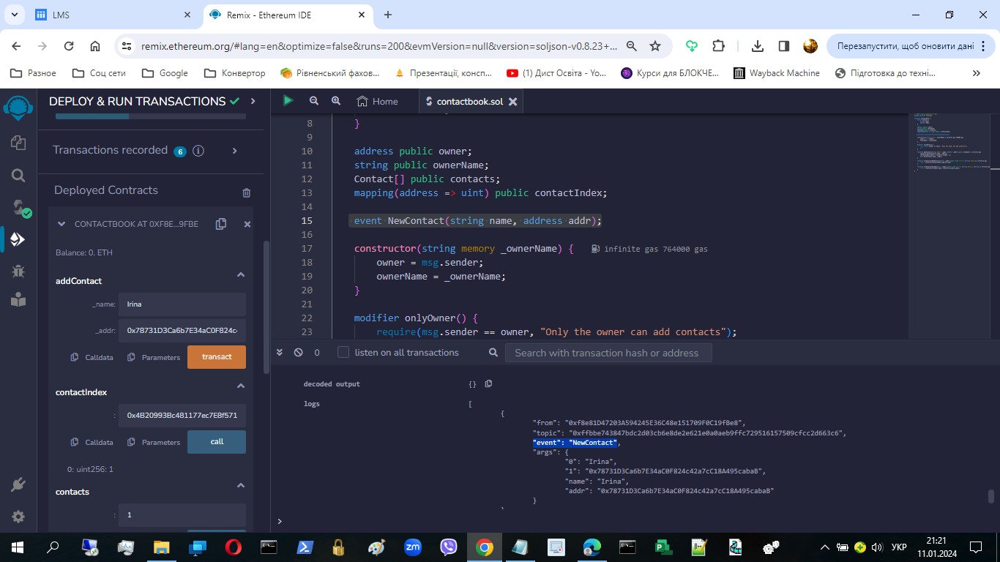 LMS
Remix - Ethereum IDE
remix.ethereum.org/#lang=en&optimize=false&runs=200&evmVersion=null&version=soljson-v0.8.23+...
Перезапустити, щоб оновити дані
Разное
Соц сети
Google
Конвертор
Рівненський фахов...
Презентації, консп...
(1) Дист Освіта - Yo...
Курси для БЛОКЧЕ...
Wayback Machine
Підготовка до техні...
DEPLOY & RUN TRANSACTIONS
Home
contactbook.sol
Transactions recorded 6 i
Deployed Contracts
CONTACTBOOK AT 0XF8E...9FBE
Balance: 0. ETH
addContact
_name: Irina
_addr: 0x78731D3Ca6b7E34aC0F824c4
Calldata Parameters transact
contactIndex
: 0x4B20993Bc481177ec7E8f571
Calldata Parameters call
0: uint256: 1
contacts
: 1
8 }
9
10 address public owner;
11 string public ownerName;
12 Contact[] public contacts;
13 mapping(address => uint) public contactIndex;
14
15 event NewContact(string name, address addr);
16
17 constructor(string memory _ownerName) { infinite gas 764000 gas
18 owner = msg.sender;
19 ownerName = _ownerName;
20 }
21
22 modifier onlyOwner() {
23 require(msg.sender == owner, "Only the owner can add contacts");
0 listen on all transactions Search with transaction hash or address
decoded output {}
logs [
{
"from": "0xf8e81D47203A594245E36C48e151709F0C19fBe8",
"topic": "0xffbbe743847bdc2d03cb6e8de2e621e0a0aeb9ffc729516157509cfcc2d663c6",
"event": "NewContact",
"args": {
"0": "Irina",
"1": "0x78731D3Ca6b7E34aC0F824c42a7cC18A495cabaB",
"name": "Irina",
"addr": "0x78731D3Ca6b7E34aC0F824c42a7cC18A495cabaB"
}
>
zm
УКР
21:21
11.01.2024